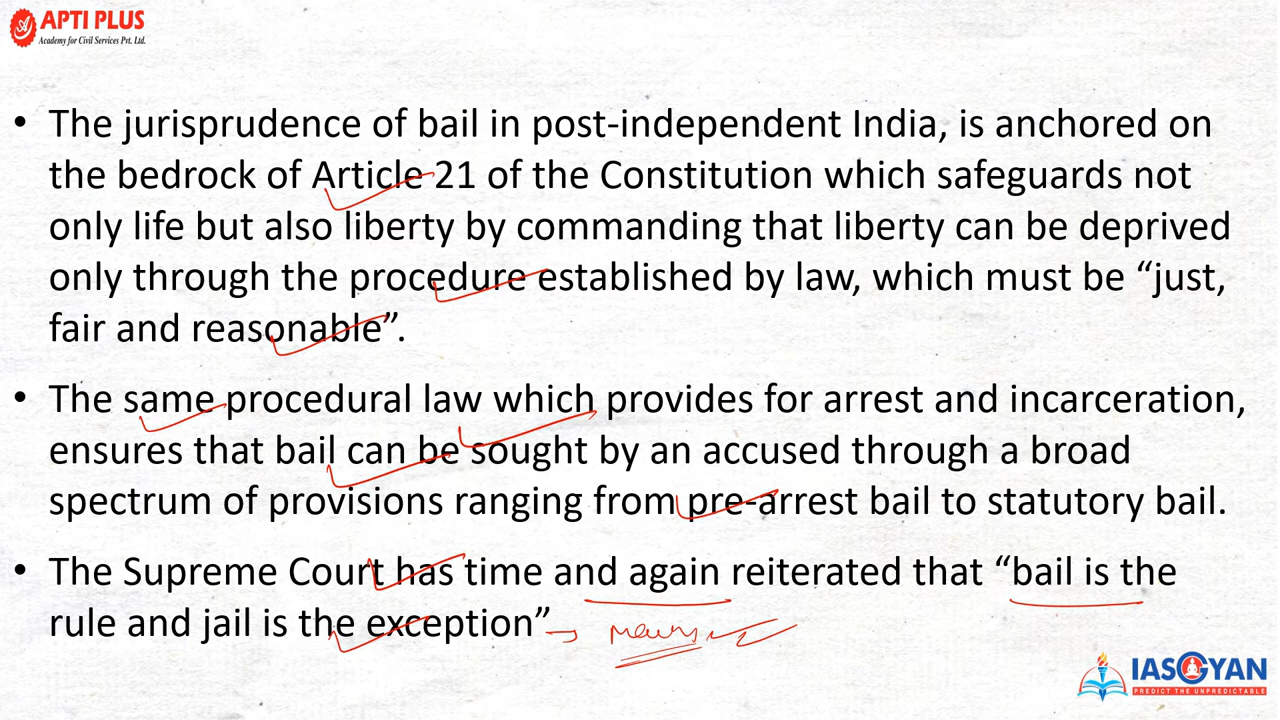 APTI PLUS
Academy for Civil Services Pvt. Ltd.
• The jurisprudence of bail in post-independent India, is anchored on
the bedrock of Article 21 of the Constitution which safeguards not
only life but also liberty by commanding that liberty can be deprived
only through the procedure established by law, which must be “just,
fair and reasonable”.
• The same procedural law which provides for arrest and incarceration,
ensures that bail can be sought by an accused through a broad
spectrum of provisions ranging from pre-arrest bail to statutory bail.
• The Supreme Court has time and again reiterated that “bail is the
rule and jail is the exception”
IASGYAN
PREDICT THE UNPREDICTABLE